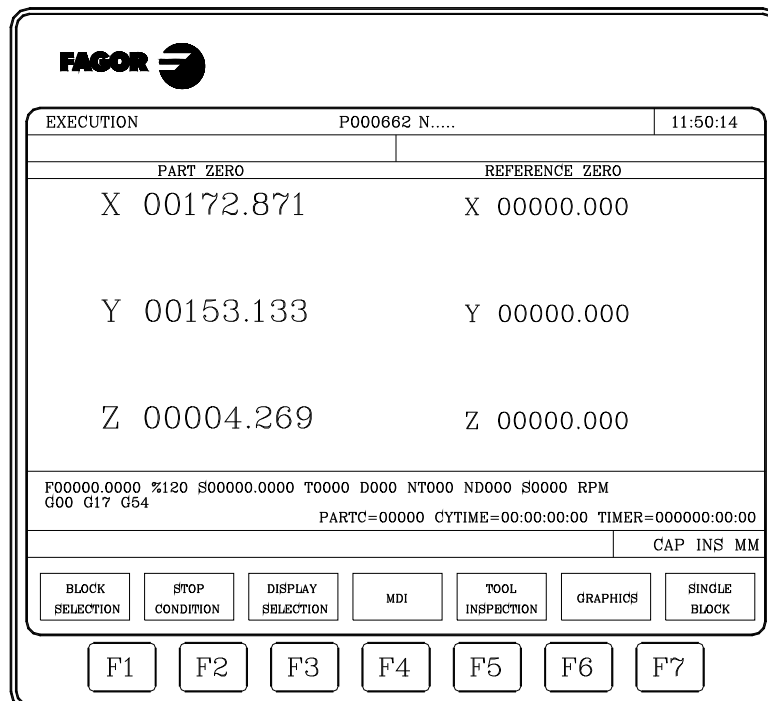 FAGOR
EXECUTION P000662 N..... 11:50:14
PART ZERO REFERENCE ZERO
X 00172.871 X 00000.000
Y 00153.133 Y 00000.000
Z 00004.269 Z 00000.000
F00000.0000 %120 S00000.0000 T0000 D000 NT000 ND000 S0000 RPM
G00 G17 G54
PARTC=00000 CYTIME=00:00:00:00 TIMER=000000:00:00
CAP INS MM
BLOCK SELECTION STOP CONDITION DISPLAY SELECTION MDI TOOL INSPECTION GRAPHICS SINGLE BLOCK
F1 F2 F3 F4 F5 F6 F7